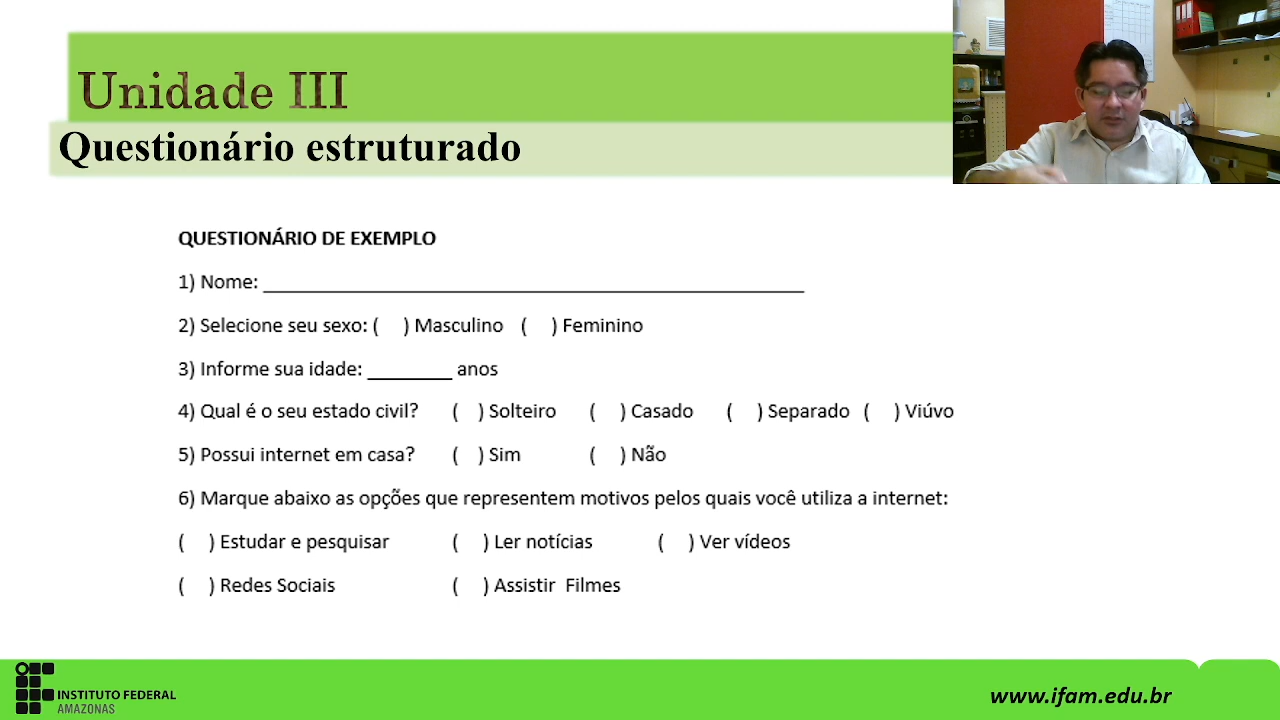 Unidade III
Questionário estruturado
QUESTIONÁRIO DE EXEMPLO
1) Nome: ____________________________________________________
2) Selecione seu sexo: (    ) Masculino   (    ) Feminino
3) Informe sua idade: ________ anos
4) Qual é o seu estado civil?   (   ) Solteiro   (    ) Casado   (    ) Separado   (    ) Viúvo
5) Possui internet em casa?   (   ) Sim   (    ) Não
6) Marque abaixo as opções que representem motivos pelos quais você utiliza a internet:
(    ) Estudar e pesquisar   (    ) Ler notícias   (    ) Ver vídeos
(    ) Redes Sociais   (    ) Assistir  Filmes
INSTITUTO FEDERAL
AMAZONAS
www.ifam.edu.br